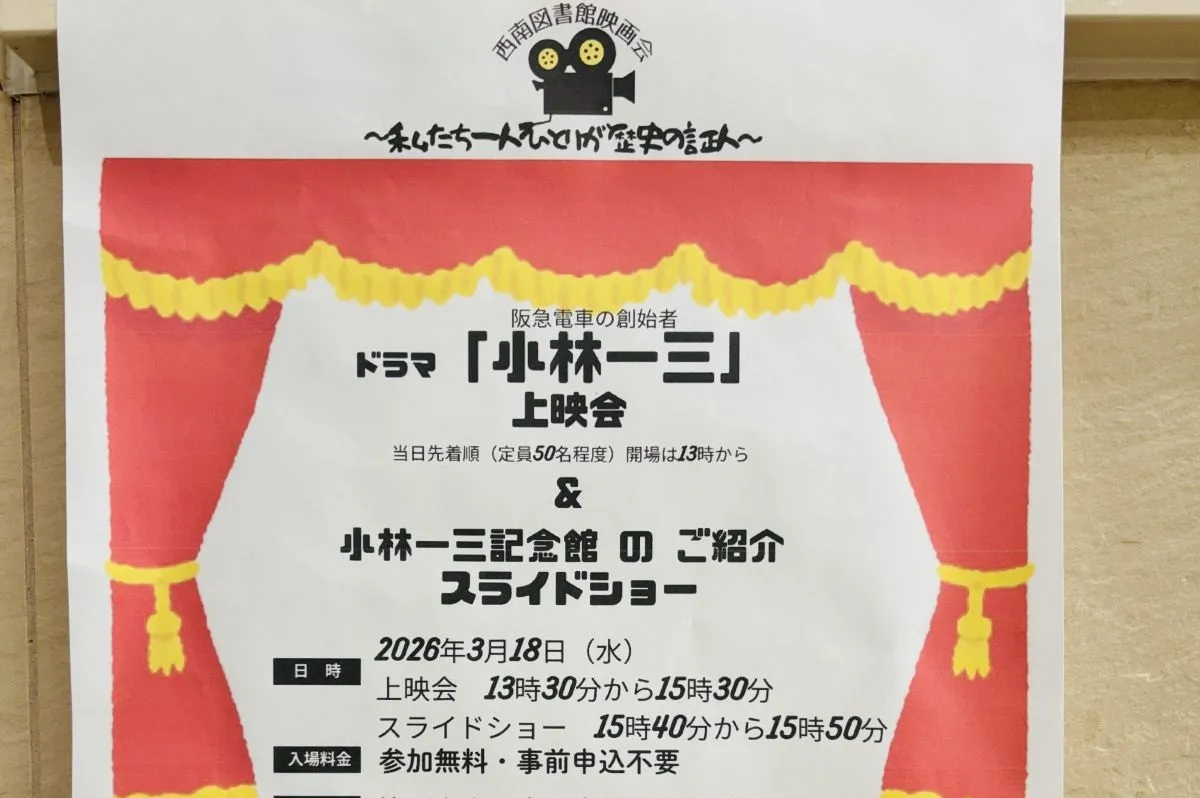 西南図書館映画会
～私たち一人ひとりが歴史の証人～
阪急電車の創始者
ドラマ「小林一三」
上映会
当日先着順（定員50名程度）開場は13時から
&
小林一三記念館 の ご紹介
スライドショー
日 時
2026年3月18日（水）
上映会 13時30分から15時30分
スライドショー 15時40分から15時50分
入場料金 参加無料・事前申込不要